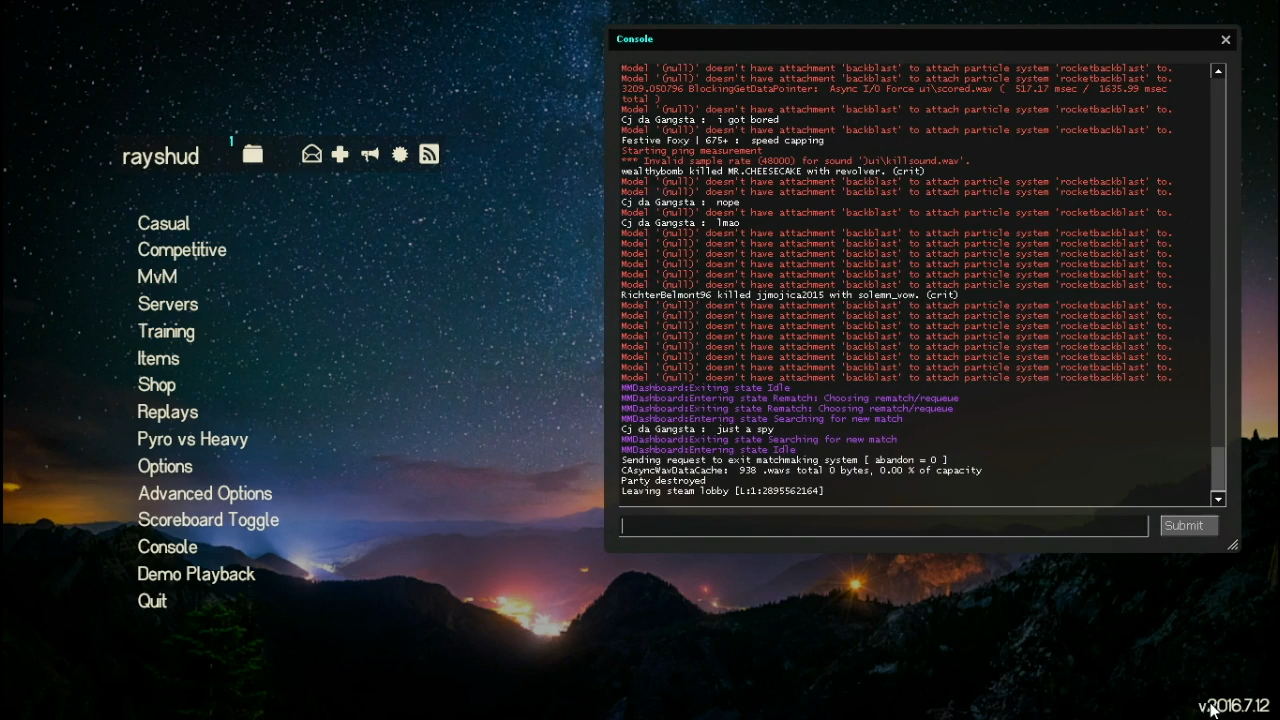 rayshud
1
Casual
Competitive
MvM
Servers
Training
Items
Shop
Replays
Pyro vs Heavy
Options
Advanced Options
Scoreboard Toggle
Console
Demo Playback
Quit
Console
Model '(null)' doesn't have attachment 'backblast' to attach particle system 'rocketbackblast' to.
Model '(null)' doesn't have attachment 'backblast' to attach particle system 'rocketbackblast' to.
3209.050796 BlockingGetDataPointer:  Async I/O Force ui\scored.wav (  517.17 msec /  1635.99 msec
total )
Model '(null)' doesn't have attachment 'backblast' to attach particle system 'rocketbackblast' to.
Cj da Gangsta :  i got bored
Model '(null)' doesn't have attachment 'backblast' to attach particle system 'rocketbackblast' to.
Festive Foxy | 675+ :  speed capping
Starting ping measurement
*** Invalid sample rate (48000) for sound ')ui\killsound.wav'.
wealthybomb killed MR.CHEESECAKE with revolver. (crit)
Model '(null)' doesn't have attachment 'backblast' to attach particle system 'rocketbackblast' to.
Model '(null)' doesn't have attachment 'backblast' to attach particle system 'rocketbackblast' to.
Cj da Gangsta :  nope
Model '(null)' doesn't have attachment 'backblast' to attach particle system 'rocketbackblast' to.
Cj da Gangsta :  lmao
Model '(null)' doesn't have attachment 'backblast' to attach particle system 'rocketbackblast' to.
Model '(null)' doesn't have attachment 'backblast' to attach particle system 'rocketbackblast' to.
Model '(null)' doesn't have attachment 'backblast' to attach particle system 'rocketbackblast' to.
Model '(null)' doesn't have attachment 'backblast' to attach particle system 'rocketbackblast' to.
Model '(null)' doesn't have attachment 'backblast' to attach particle system 'rocketbackblast' to.
Model '(null)' doesn't have attachment 'backblast' to attach particle system 'rocketbackblast' to.
RichterBelmont96 killed jjmojica2015 with solemn_vow. (crit)
Model '(null)' doesn't have attachment 'backblast' to attach particle system 'rocketbackblast' to.
Model '(null)' doesn't have attachment 'backblast' to attach particle system 'rocketbackblast' to.
Model '(null)' doesn't have attachment 'backblast' to attach particle system 'rocketbackblast' to.
Model '(null)' doesn't have attachment 'backblast' to attach particle system 'rocketbackblast' to.
Model '(null)' doesn't have attachment 'backblast' to attach particle system 'rocketbackblast' to.
Model '(null)' doesn't have attachment 'backblast' to attach particle system 'rocketbackblast' to.
Model '(null)' doesn't have attachment 'backblast' to attach particle system 'rocketbackblast' to.
Model '(null)' doesn't have attachment 'backblast' to attach particle system 'rocketbackblast' to.
MMDashboard:Exiting state Idle
MMDashboard:Entering state Rematch: Choosing rematch/requeue
MMDashboard:Exiting state Rematch: Choosing rematch/requeue
MMDashboard:Entering state Searching for new match
Cj da Gangsta :  just a spy
MMDashboard:Exiting state Searching for new match
MMDashboard:Entering state Idle
Sending request to exit matchmaking system [ abandon = 0 ]
CAsyncWavDataCache:  938 .wavs total 0 bytes, 0.00 % of capacity
Party destroyed
Leaving steam lobby [L:1:2895562164]
Submit
v.2016.7.12